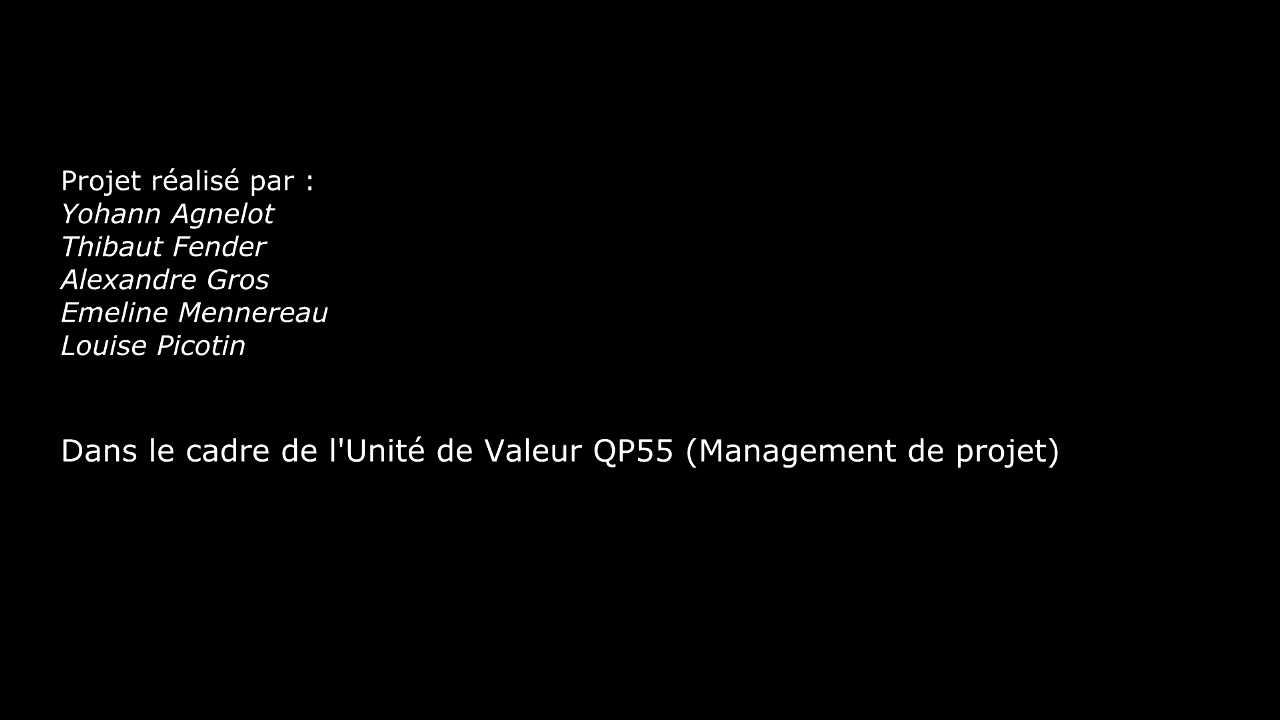 Projet réalisé par :
Yohann Agnelot
Thibaut Fender
Alexandre Gros
Emeline Mennereau
Louise Picotin
Dans le cadre de l'Unité de Valeur QP55 (Management de projet)